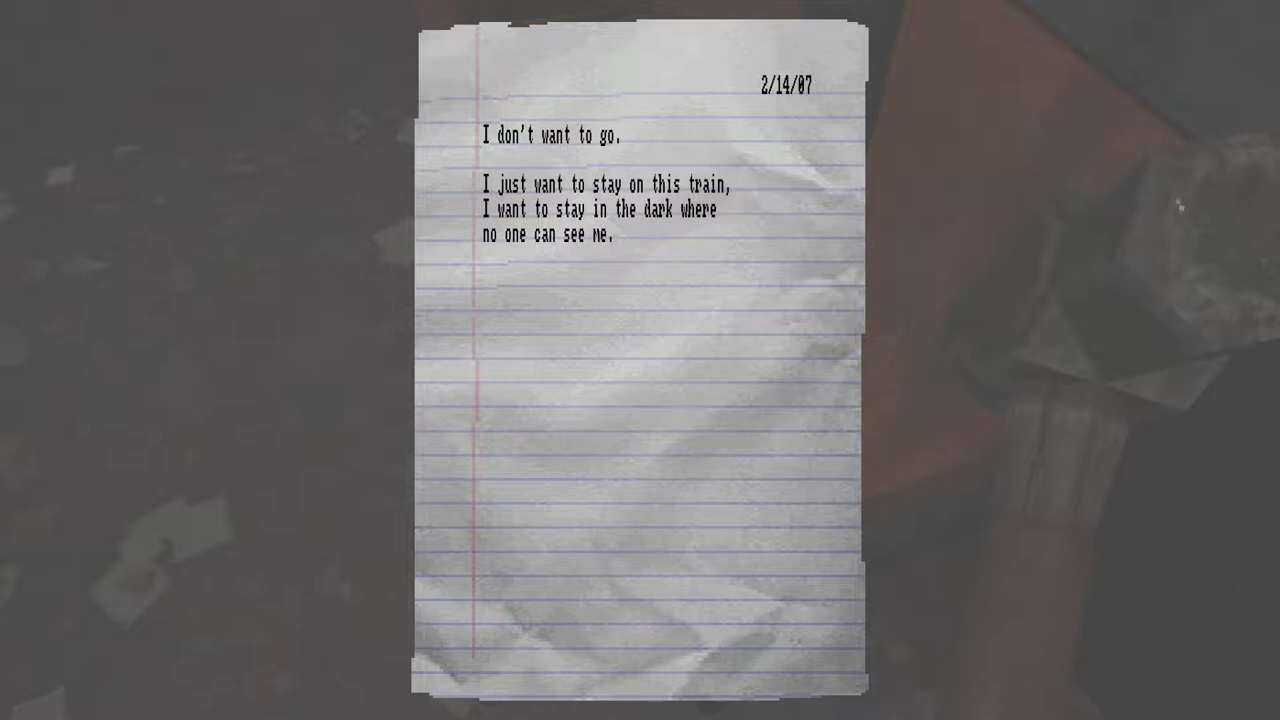 2/14/07
I don't want to go.
I just want to stay on this train,
I want to stay in the dark where
no one can see me.